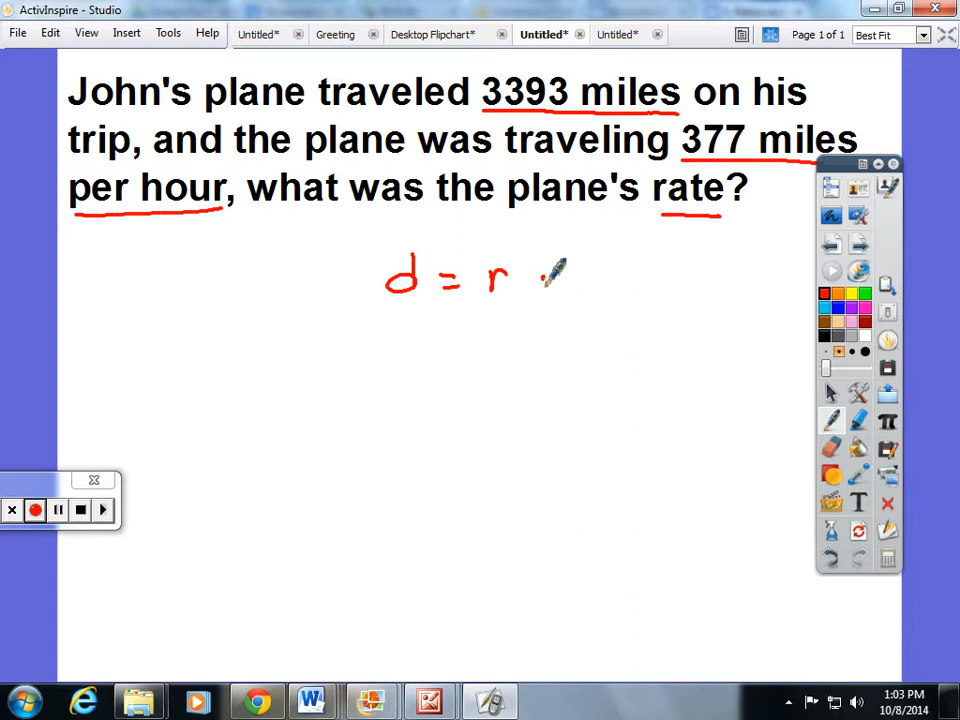 ActivInspire - Studio
File Edit View Insert Tools Help
Untitled* Greeting Desktop Flipchart* Untitled* Untitled* Page 1 of 1 Best Fit
John's plane traveled 3393 miles on his
trip, and the plane was traveling 377 miles
per hour, what was the plane's rate?
d = r ·
1:03 PM
10/8/2014